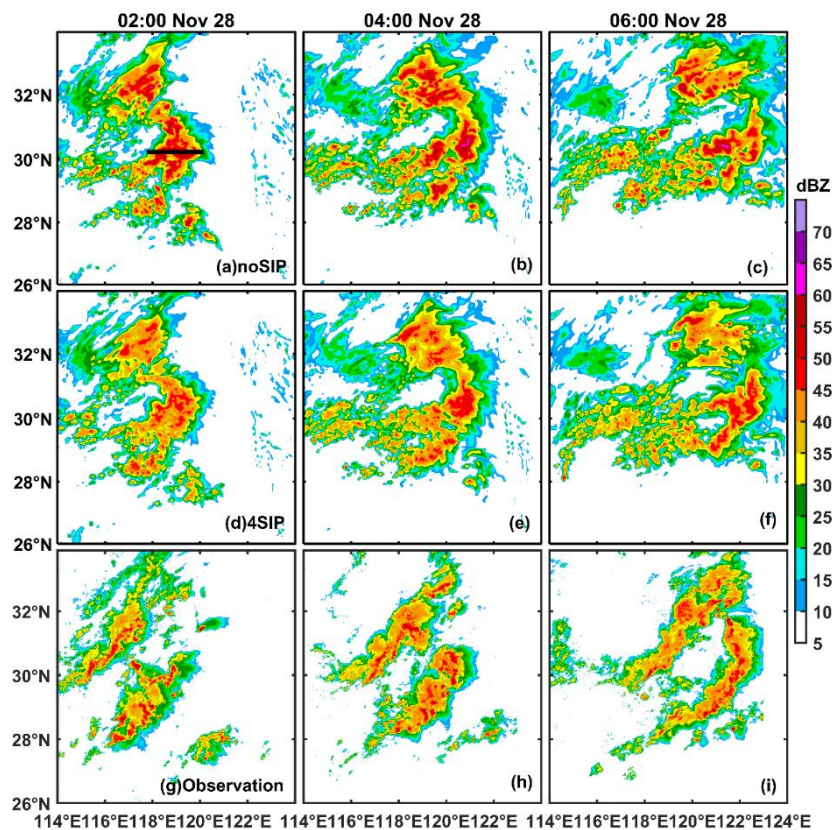 02:00 Nov 28
04:00 Nov 28
06:00 Nov 28
32°N
30°N
28°N
26°N
(a)noSIP
(b)
(c)
dBZ
70
65
60
55
50
45
40
35
30
25
20
15
10
5
32°N
30°N
28°N
26°N
(d)4SIP
(e)
(f)
32°N
30°N
28°N
26°N
(g)Observation
(h)
(i)
114°E116°E118°E120°E122°E 114°E116°E118°E120°E122°E 114°E116°E118°E120°E122°E 124°E